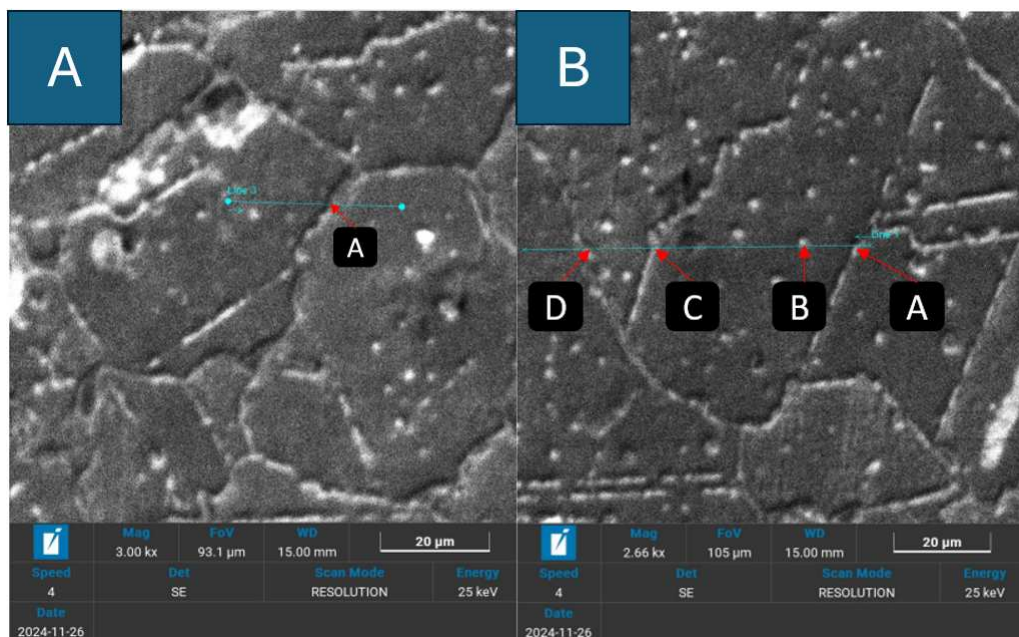 A
Line 3
A
Mag FoV WD
3.00 kx 93.1 µm 15.00 mm 20 µm
Speed Det Scan Mode Energy
4 SE RESOLUTION 25 keV
Date
2024-11-26
B
Line
D C B A
Mag FoV WD
2.66 kx 105 µm 15.00 mm 20 µm
Speed Det Scan Mode Energy
4 SE RESOLUTION 25 keV
Date
2024-11-26